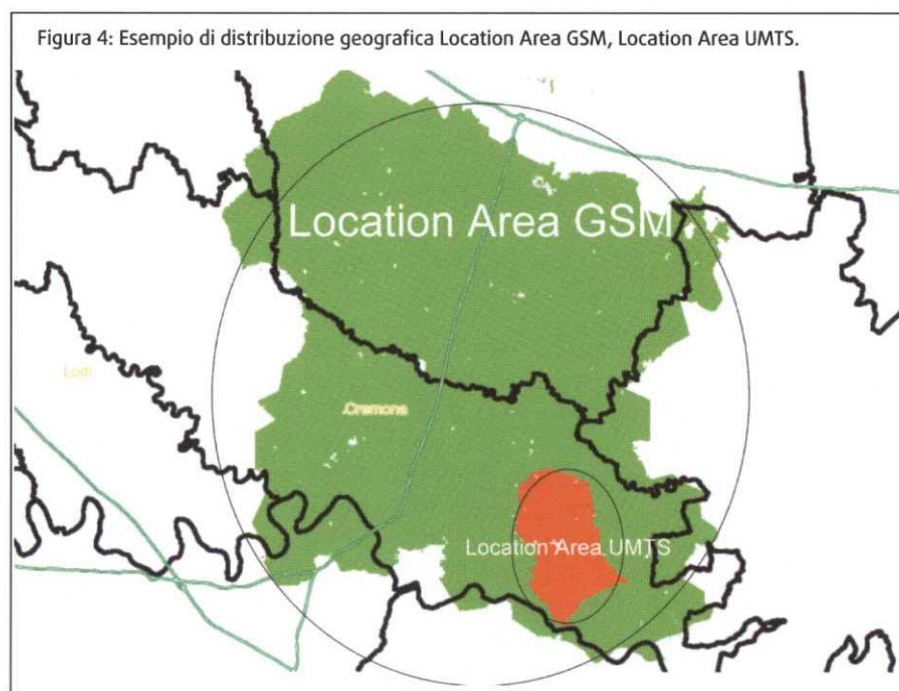 Figura 4: Esempio di distribuzione geografica Location Area GSM, Location Area UMTS.
Location Area GSM
Lodi
Cremona
Location Area UMTS